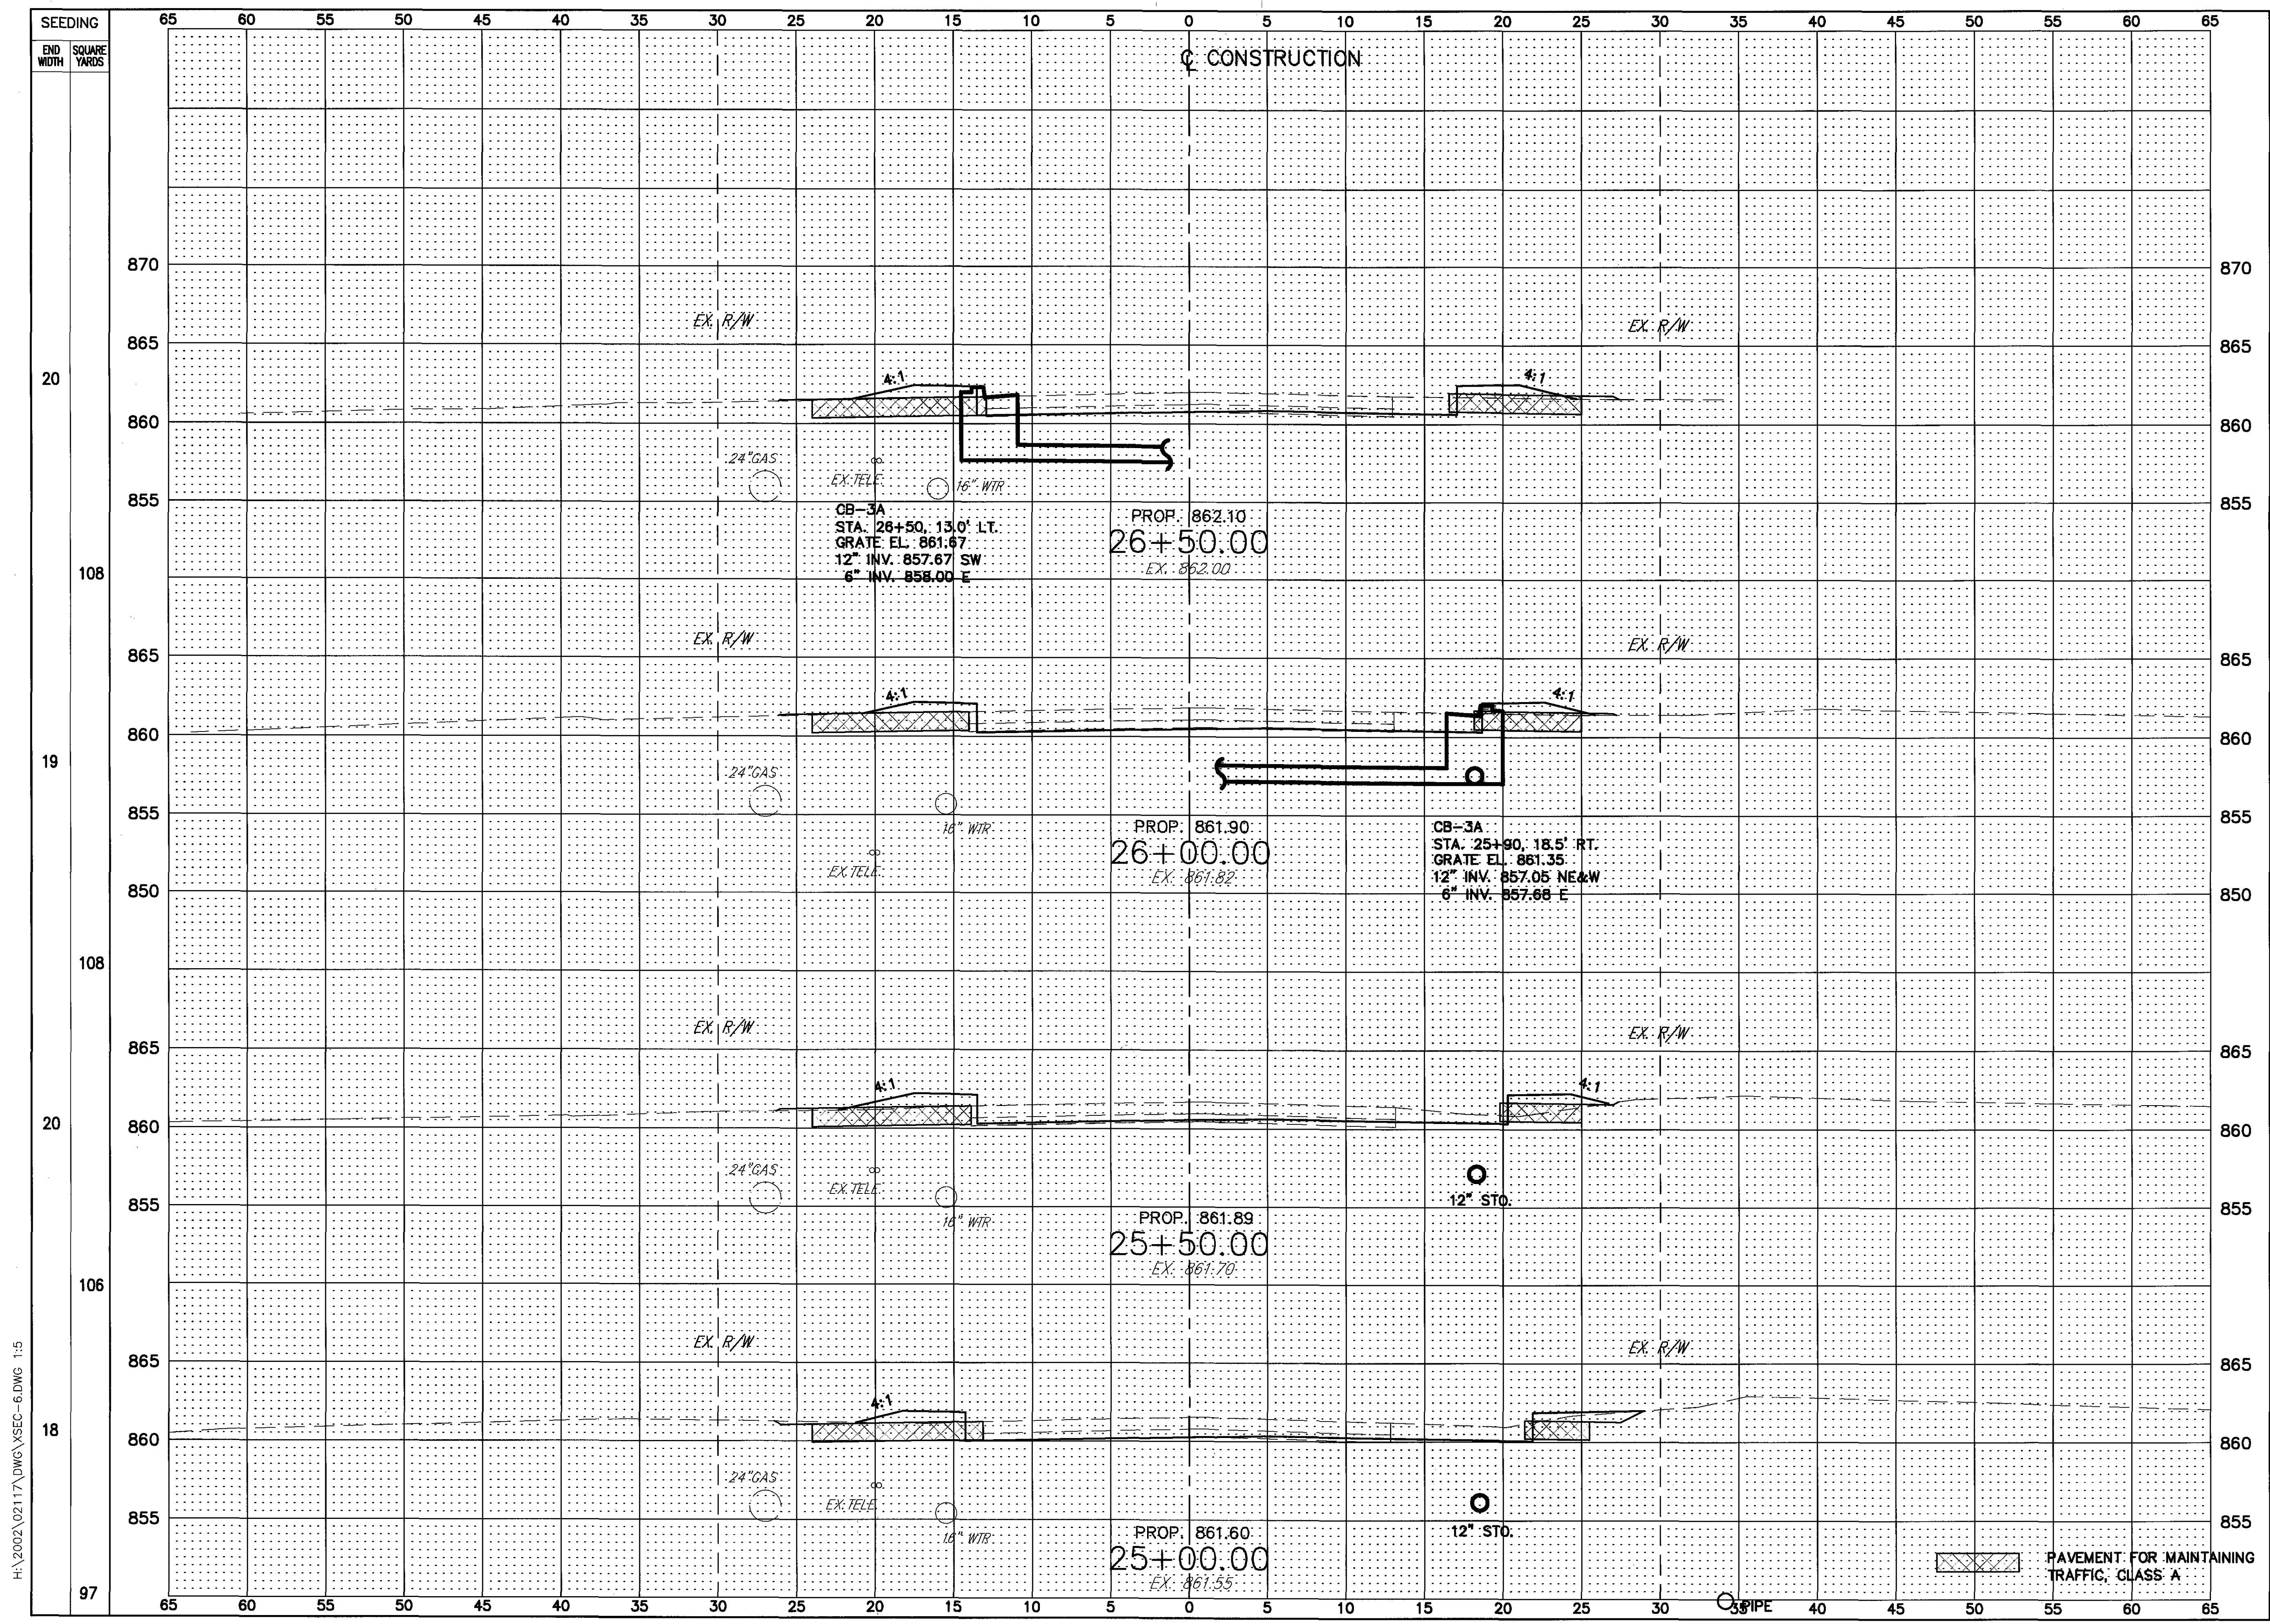 SEEDING
END WIDTH
SQUARE YARDS
65 60 55 50 45 40 35 30 25 20 15 10 5 0 5 10 15 20 25 30 35 40 45 50 55 60 65
℄ CONSTRUCTION
870 870
EX. R/W EX. R/W
865 865
20
4:1 4:1
860 860
24"GAS
EX. TELE.
16" WTR
855 855
CB-3A
STA. 26+50, 13.0' LT.
GRATE EL. 861.67
12" INV. 857.67 SW
6" INV. 858.00 E
PROP. 862.10
26+50.00
EX. 862.00
108
EX. R/W EX. R/W
865 865
4:1 4:1
860 860
19
24"GAS
855 855
16" WTR
EX. TELE.
PROP. 861.90
26+00.00
EX. 861.82
CB-3A
STA. 25+90, 18.5' RT.
GRATE EL. 861.35
12" INV. 857.05 NE&W
6" INV. 857.68 E
850 850
108
EX. R/W EX. R/W
865 865
4:1 4:1
20
860 860
24"GAS
EX. TELE.
16" WTR
12" STO.
855 855
PROP. 861.89
25+50.00
EX. 861.70
106
EX. R/W EX. R/W
865 865
4:1
18
860 860
24"GAS
EX. TELE.
16" WTR
12" STO.
855 855
PROP. 861.60
25+00.00
EX. 861.55
PAVEMENT FOR MAINTAINING
TRAFFIC, CLASS A
97
PIPE
65 60 55 50 45 40 35 30 25 20 15 10 5 0 5 10 15 20 25 30 35 40 45 50 55 60 65
H:\2002\02117\DWG\XSEC-6.DWG 1:5